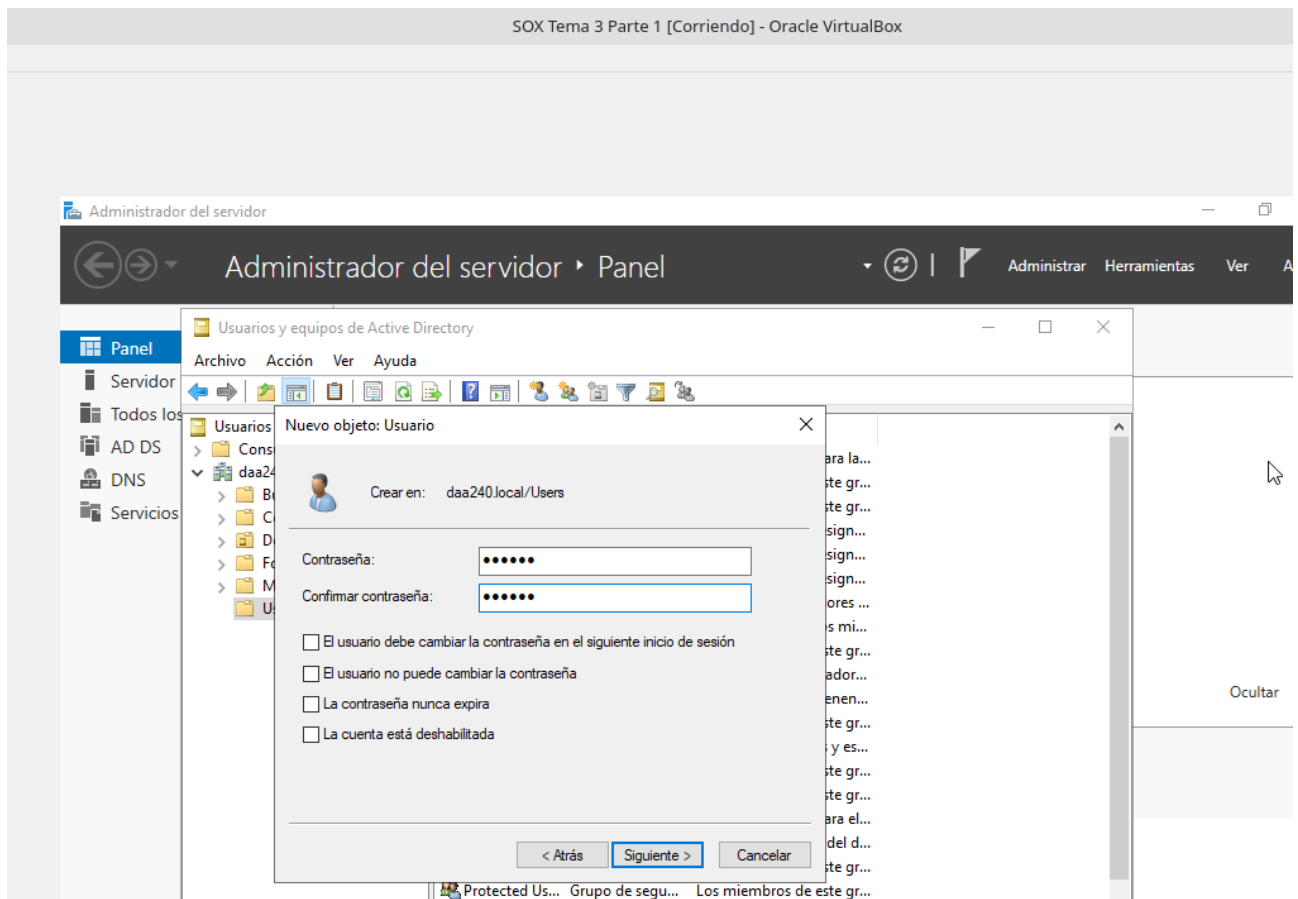 SOX Tema 3 Parte 1 [Corriendo] - Oracle VirtualBox
Administrador del servidor
Administrador del servidor ‣ Panel
Administrar Herramientas Ver A
Panel
Servidor
Todos los
AD DS
DNS
Servicios
Usuarios y equipos de Active Directory
Archivo Acción Ver Ayuda
Usuarios
Cons
daa24
Bu
C
D
Fo
M
Us
Nuevo objeto: Usuario
Crear en: daa240.local/Users
Contraseña: ••••••
Confirmar contraseña: ••••••
El usuario debe cambiar la contraseña en el siguiente inicio de sesión
El usuario no puede cambiar la contraseña
La contraseña nunca expira
La cuenta está deshabilitada
< Atrás Siguiente > Cancelar
ara la...
ste gr...
ste gr...
sign...
sign...
sign...
ores ...
s mi...
ste gr...
ador...
enen...
ste gr...
y es...
ste gr...
ste gr...
ara el...
del d...
ste gr...
Protected Us... Grupo de segu... Los miembros de este gr...
Ocultar